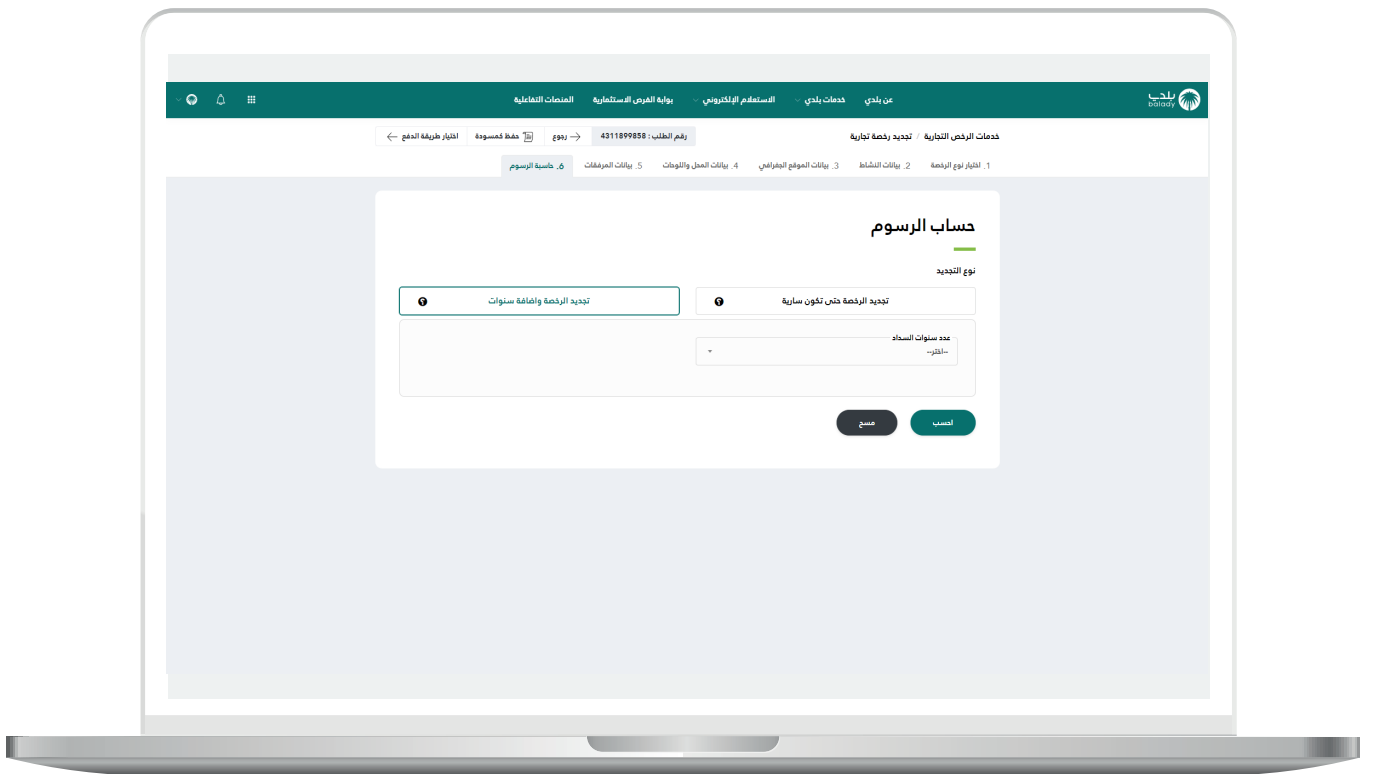 بلدي
balady
عن بلدي
خدمات بلدي
الاستعلام الإلكتروني
بوابة الفرص الاستثمارية
المنصات التفاعلية
خدمات الرخص التجارية / تجديد رخصة تجارية
رقم الطلب : 4311899858
رجوع
حفظ كمسودة
اختيار طريقة الدفع
1. اختيار نوع الرخصة
2. بيانات النشاط
3. بيانات الموقع الجغرافي
4. بيانات المحل واللوحات
5. بيانات المرفقات
6. حاسبة الرسوم
حساب الرسوم
نوع التجديد
تجديد الرخصة حتى تكون سارية
تجديد الرخصة واضافة سنوات
عدد سنوات السداد
--اختر--
احسب
مسح